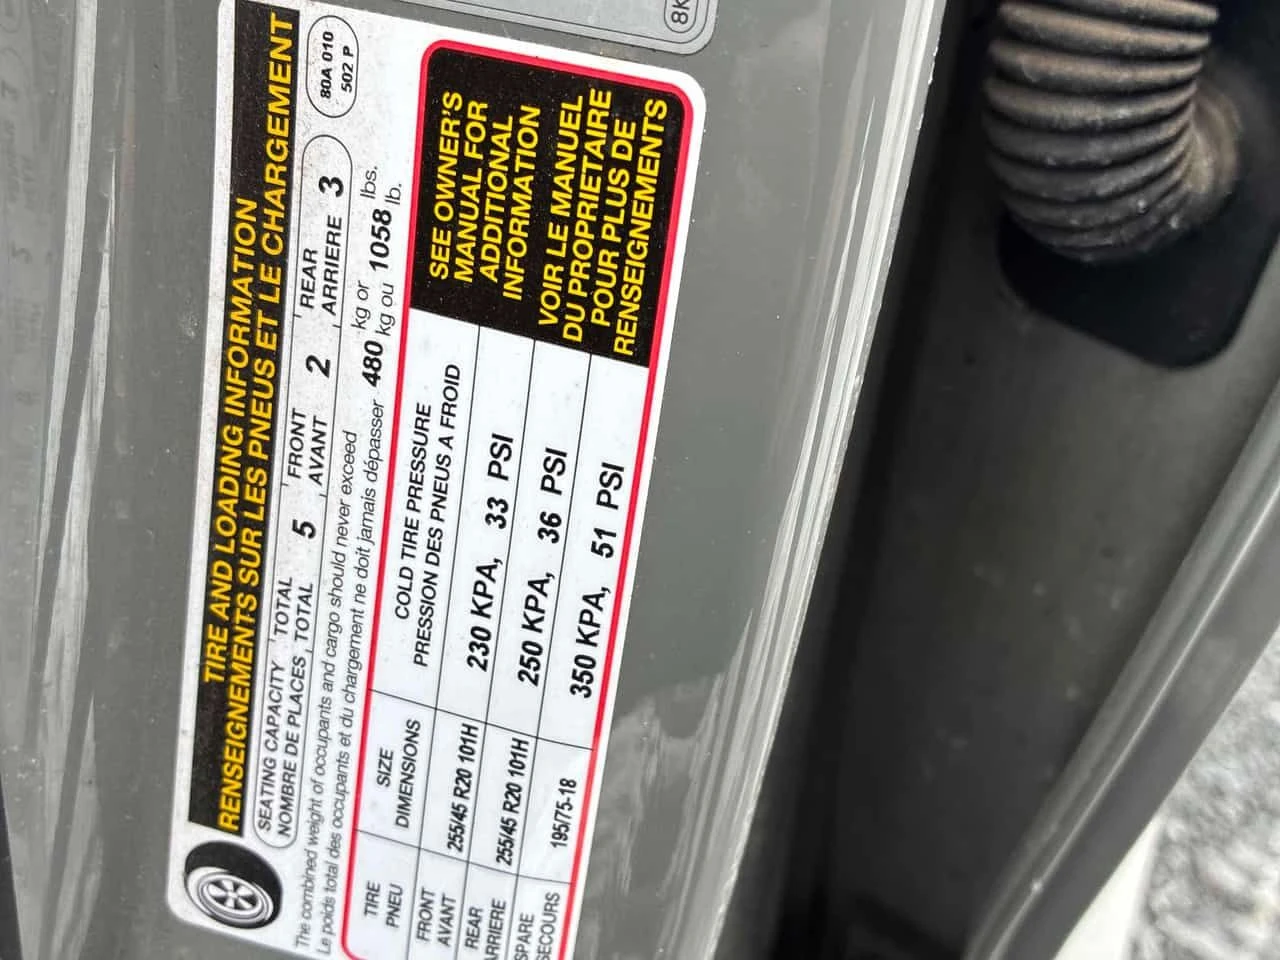 8K
TIRE AND LOADING INFORMATION
RENSEIGNEMENTS SUR LES PNEUS ET LE CHARGEMENT
80A 010
502 P
SEATING CAPACITY TOTAL 5 FRONT 2 REAR 3
NOMBRE DE PLACES TOTAL AVANT ARRIERE
The combined weight of occupants and cargo should never exceed 480 kg or 1058 lbs.
Le poids total des occupants et du chargement ne doit jamais dépasser kg ou lb.
TIRE SIZE COLD TIRE PRESSURE
PNEU DIMENSIONS PRESSION DES PNEUS A FROID
FRONT 255/45 R20 101H 230 KPA, 33 PSI
AVANT
REAR 255/45 R20 101H 250 KPA, 36 PSI
ARRIERE
SPARE 195/75-18 350 KPA, 51 PSI
SECOURS
SEE OWNER'S
MANUAL FOR
ADDITIONAL
INFORMATION
VOIR LE MANUEL
DU PROPRIETAIRE
POUR PLUS DE
RENSEIGNEMENTS